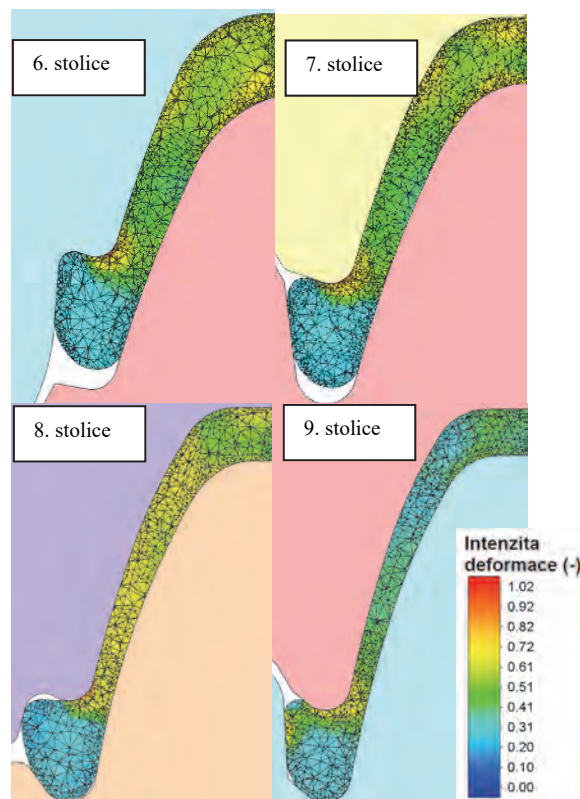 6. stolice
7. stolice
8. stolice
9. stolice
Intenzita
deformace (-)
1.02
0.92
0.82
0.72
0.61
0.51
0.41
0.31
0.20
0.10
0.00